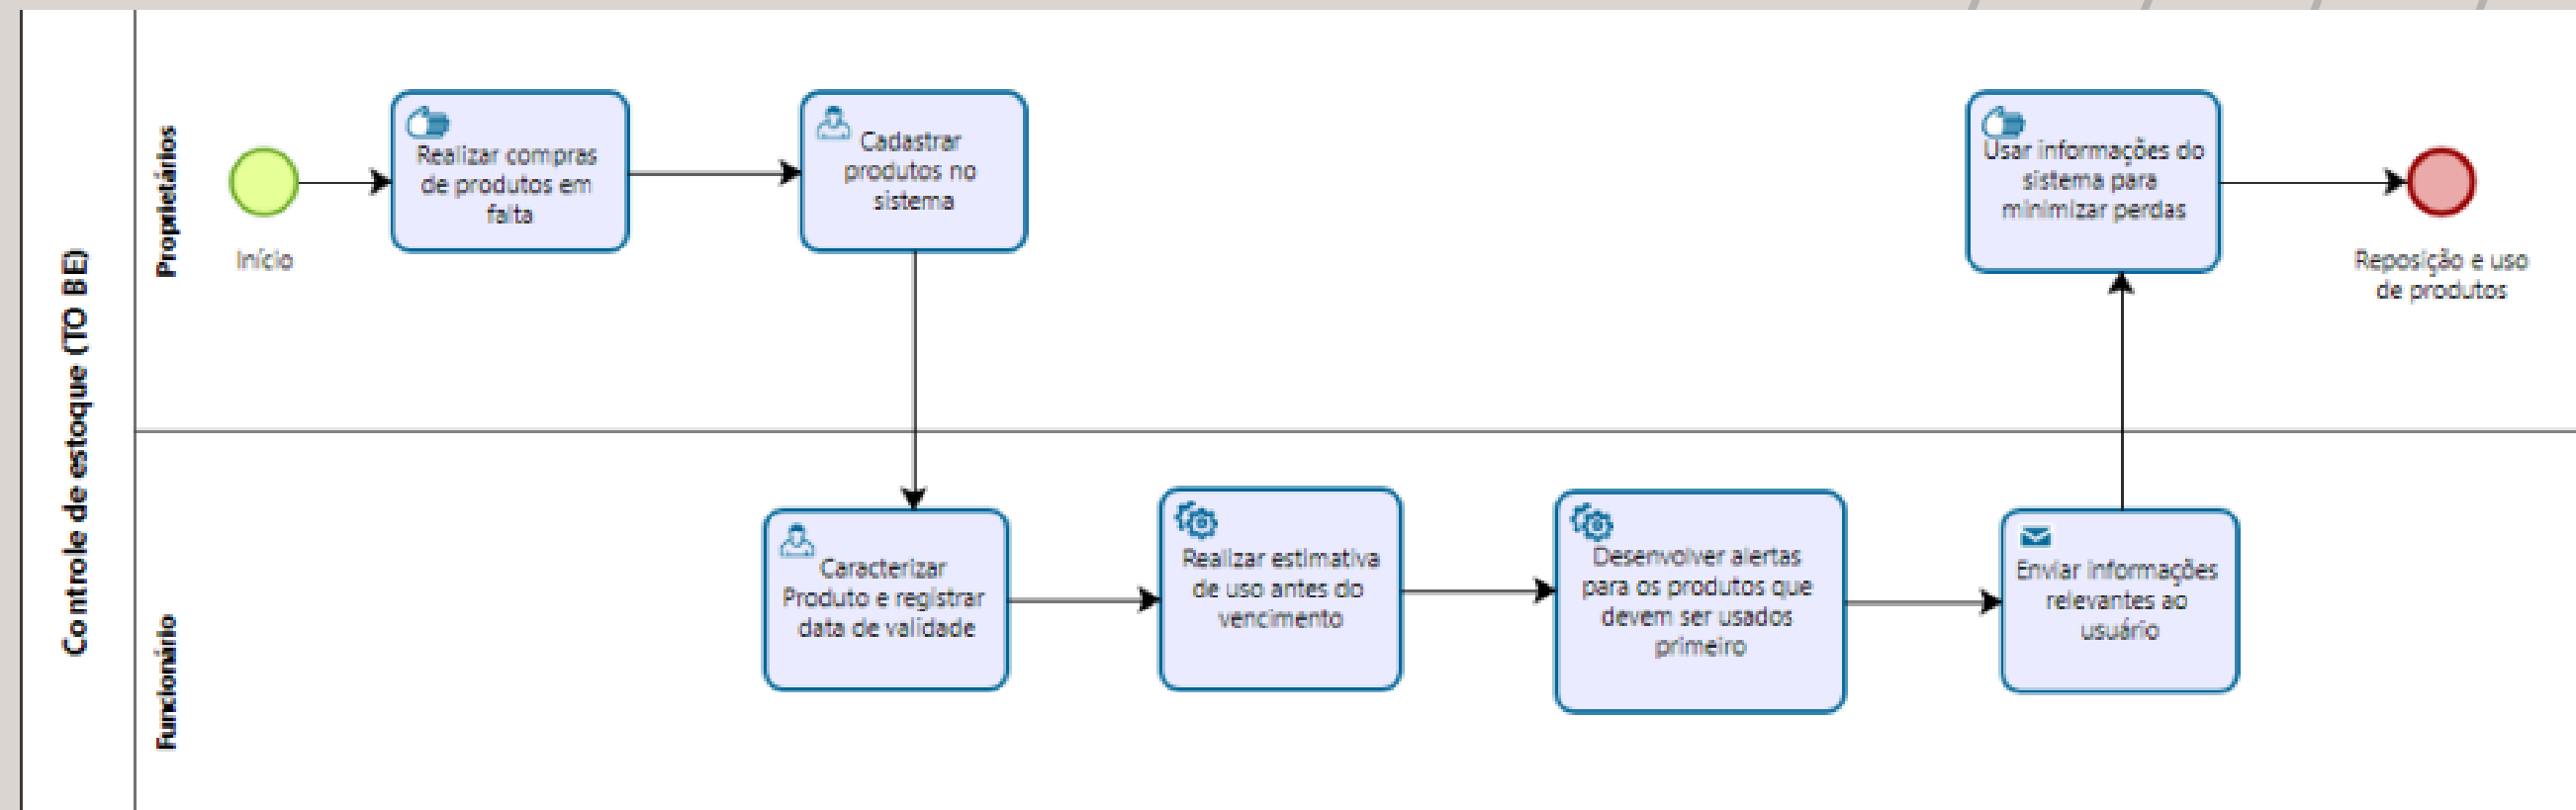 Controle de estoque (TO BE)
Proprietários
Início
Realizar compras
de produtos em
falta
Cadastrar
produtos no
sistema
Usar informações do
sistema para
minimizar perdas
Reposição e uso
de produtos
Funcionário
Caracterizar
Produto e registrar
data de validade
Realizar estimativa
de uso antes do
vencimento
Desenvolver alertas
para os produtos que
devem ser usados
primeiro
Enviar informações
relevantes ao
usuário